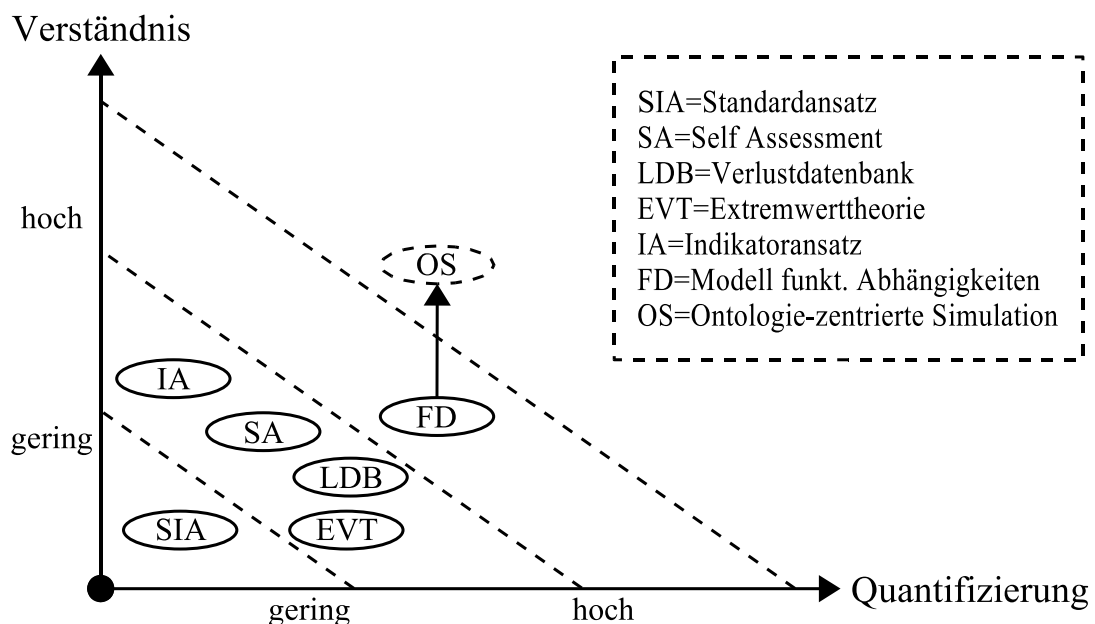 Verständnis
SIA=Standardansatz
SA=Self Assessment
LDB=Verlustdatenbank
EVT=Extremwerttheorie
IA=Indikatoransatz
FD=Modell funkt. Abhängigkeiten
OS=Ontologie-zentrierte Simulation
hoch
OS
IA
FD
gering
SA
LDB
SIA
EVT
Quantifizierung
gering
hoch